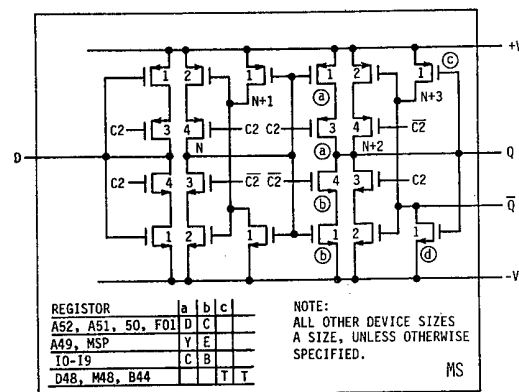 +V
1 2 1 1 2 1 ⓒ
N+1 ⓐ N+3
C2 3 4 C2 C2 3 4 C2̅
D N ⓐ N+2 Q
C2 4 3 C2̅ C2̅ 4 3 C2
ⓑ Q̅
1 2 1 1 2 1
ⓑ ⓓ
-V
REGISTOR a b c
A52, A51, 50, F01 D C
A49, MSP Y E
I0-I9 C B
D48, M48, B44 T T
NOTE:
ALL OTHER DEVICE SIZES
A SIZE, UNLESS OTHERWISE
SPECIFIED.
MS